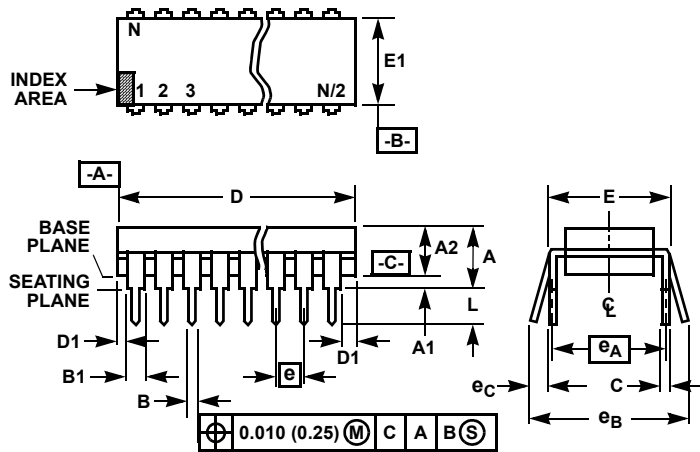 N
E1
INDEX
AREA
1 2 3 N/2
-B-
-A-
D
E
BASE
PLANE
A2
A
-C-
SEATING
PLANE
L
℄
D1
A1
D1
eA
B1
e
eC
C
B
eB
⌖ 0.010 (0.25) Ⓜ C A B Ⓢ